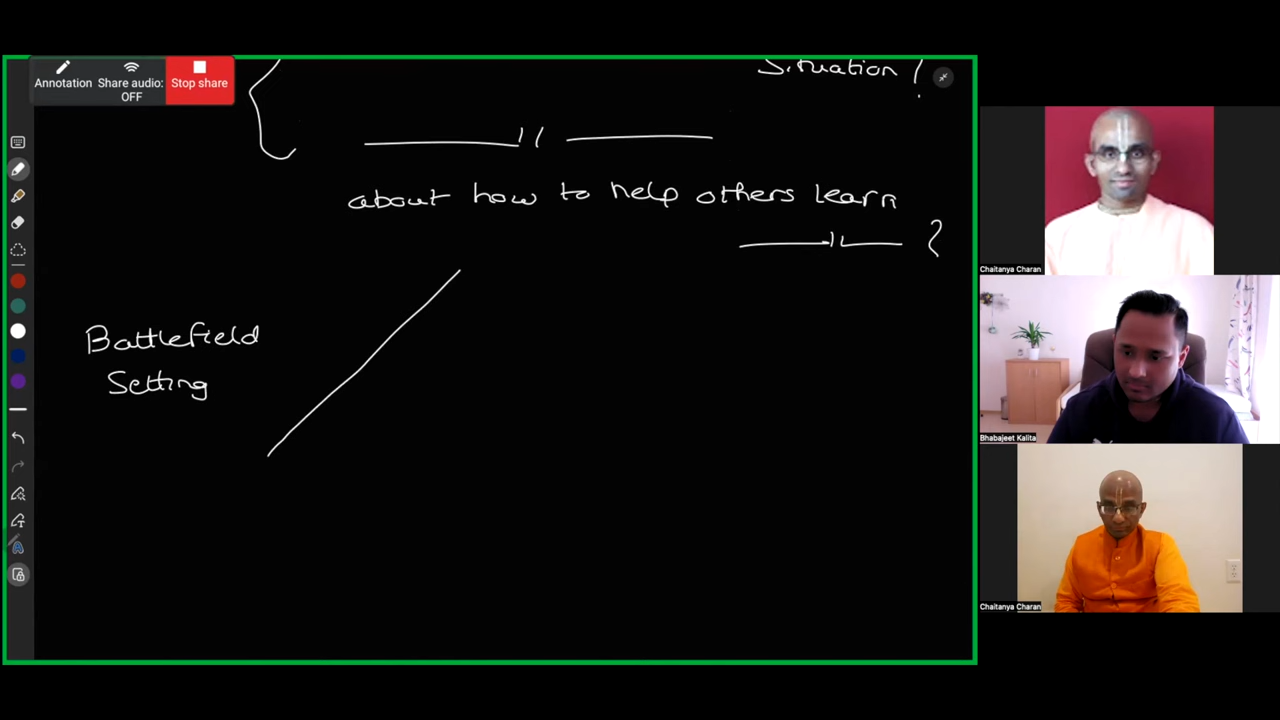 Annotation
Share audio:
OFF
Stop share
Situation ?
—— " ——
about how to help others learn
—— " —— ?
Battlefield
Setting
Chaitanya Charan
Bhabajeet Kalita
Chaitanya Charan